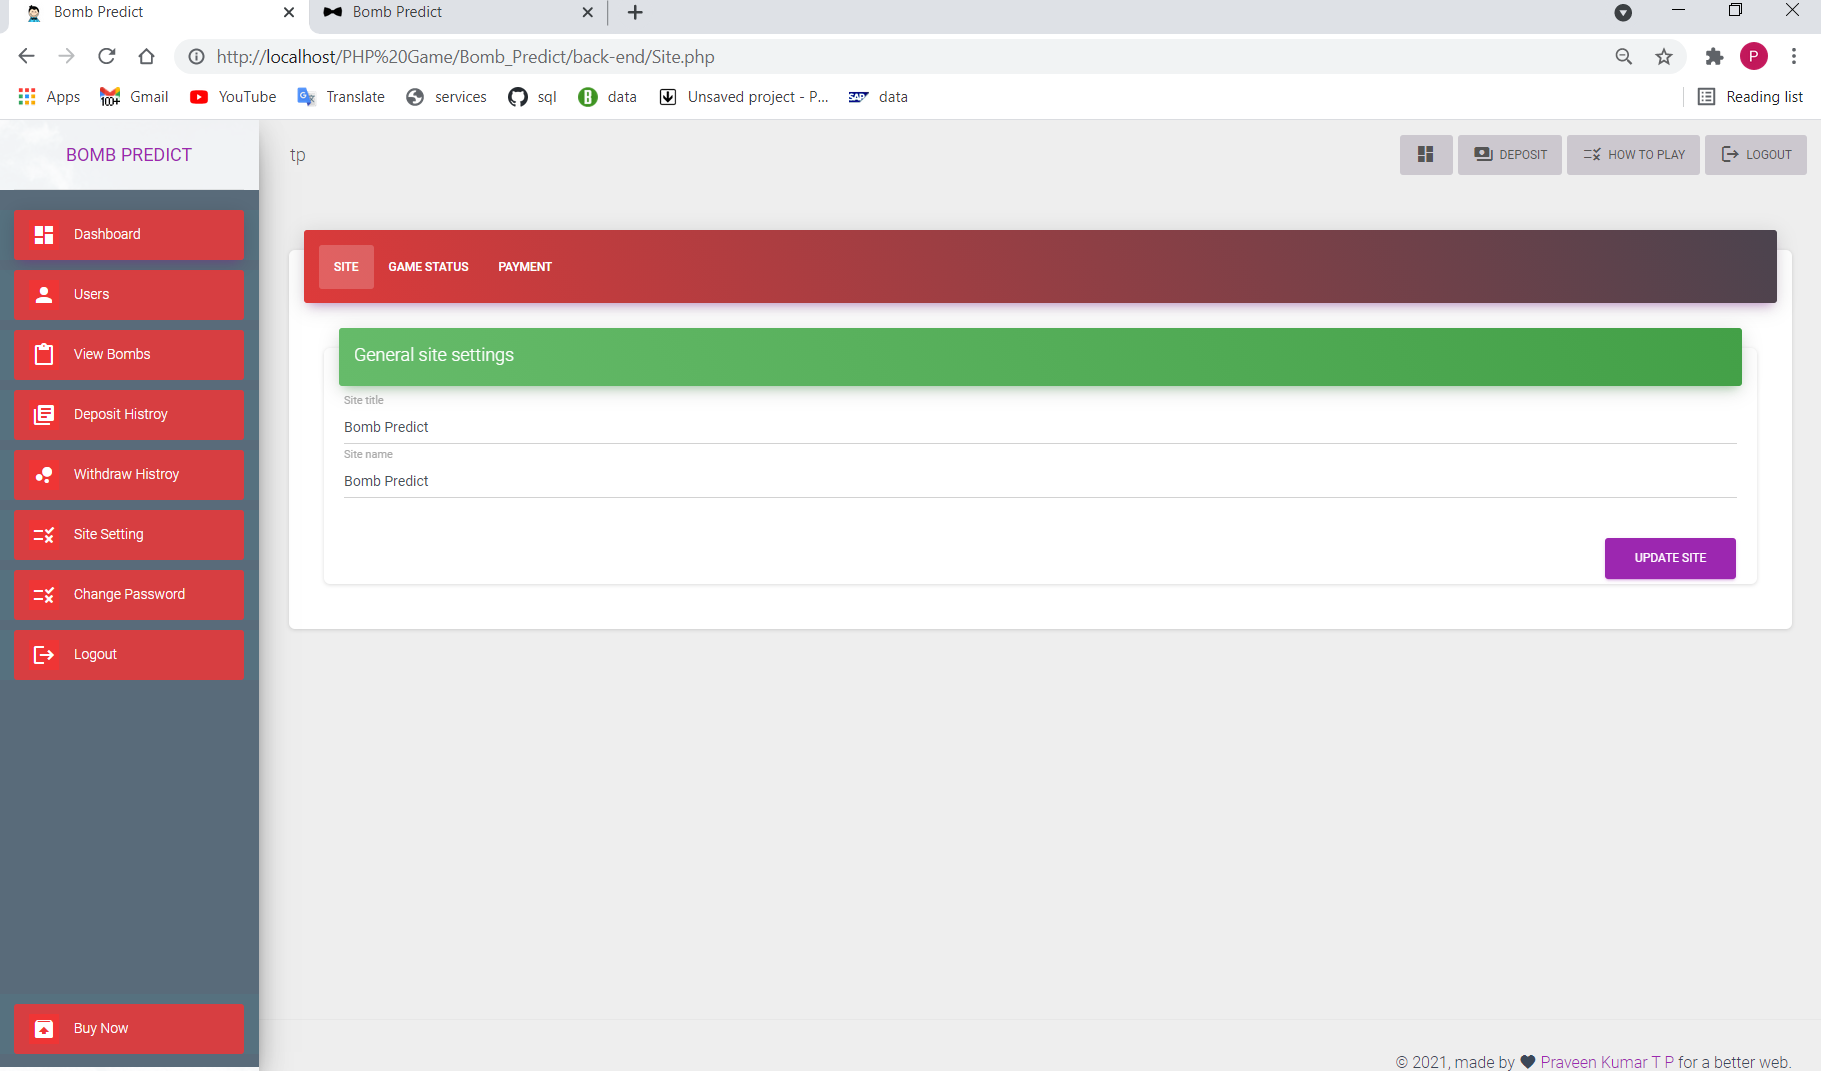 Bomb Predict
Bomb Predict
http://localhost/PHP%20Game/Bomb_Predict/back-end/Site.php
P
Apps
100+
Gmail
YouTube
Translate
services
sql
data
Unsaved project - P...
SAP
data
Reading list
BOMB PREDICT
tp
DEPOSIT
HOW TO PLAY
LOGOUT
Dashboard
Users
View Bombs
Deposit Histroy
Withdraw Histroy
Site Setting
Change Password
Logout
Buy Now
SITE
GAME STATUS
PAYMENT
General site settings
Site title
Bomb Predict
Site name
Bomb Predict
UPDATE SITE
© 2021, made by Praveen Kumar T P for a better web.